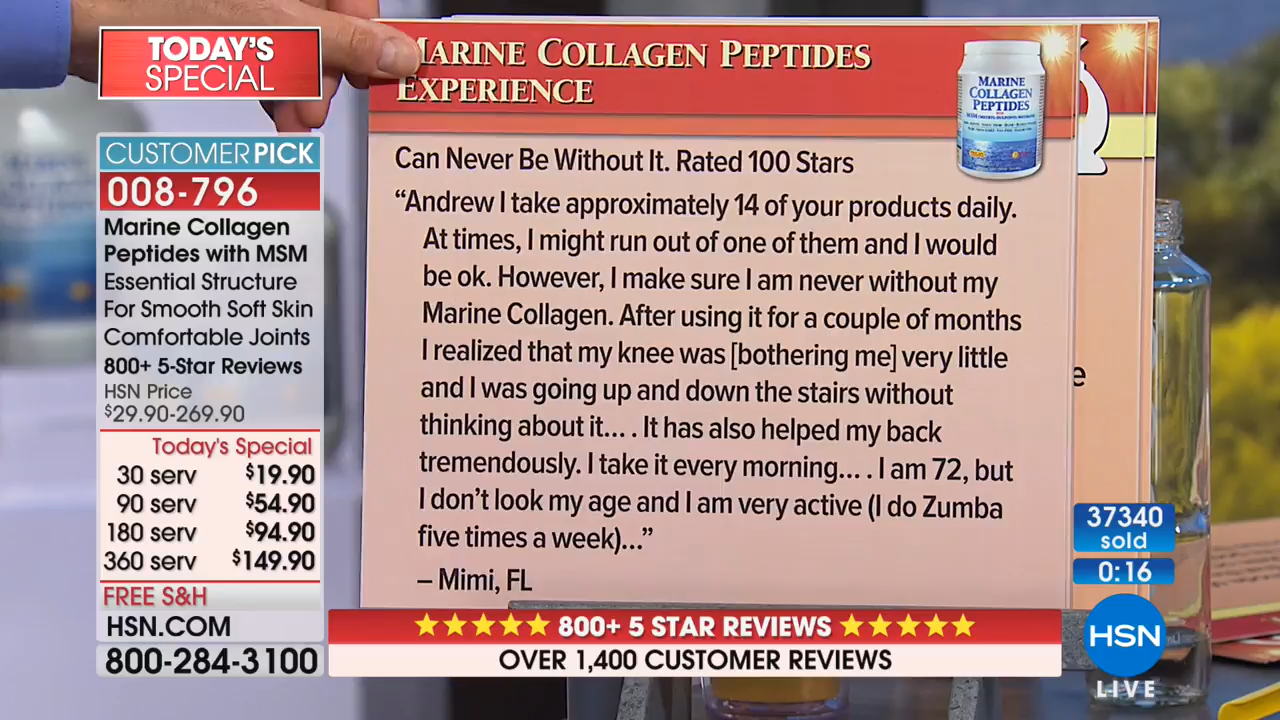 TODAY'S
SPECIAL
CUSTOMER PICK
008-796
Marine Collagen
Peptides with MSM
Essential Structure
For Smooth Soft Skin
Comfortable Joints
800+ 5-Star Reviews
HSN Price
$29.90-269.90
Today's Special
30 serv $19.90
90 serv $54.90
180 serv $94.90
360 serv $149.90
FREE S&H
HSN.COM
800-284-3100
MARINE COLLAGEN PEPTIDES
EXPERIENCE
MARINE
COLLAGEN
PEPTIDES
Can Never Be Without It. Rated 100 Stars
“Andrew I take approximately 14 of your products daily.
At times, I might run out of one of them and I would
be ok. However, I make sure I am never without my
Marine Collagen. After using it for a couple of months
I realized that my knee was [bothering me] very little
and I was going up and down the stairs without
thinking about it.... It has also helped my back
tremendously. I take it every morning.... I am 72, but
I don't look my age and I am very active (I do Zumba
five times a week)...”
– Mimi, FL
e
37340
sold
0:16
HSN
LIVE
800+ 5 STAR REVIEWS
OVER 1,400 CUSTOMER REVIEWS